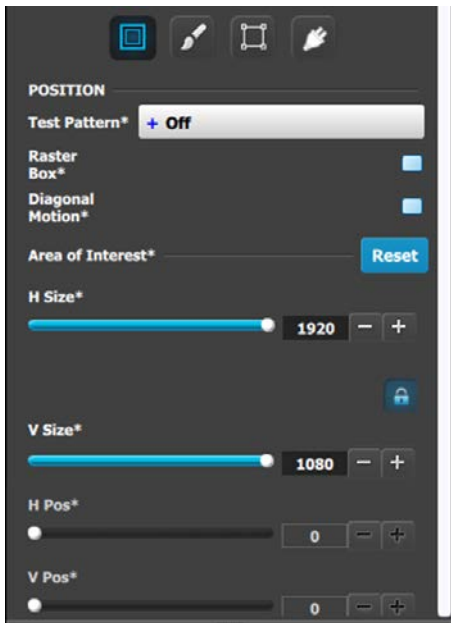 POSITION
Test Pattern* + Off
Raster
Box*
Diagonal
Motion*
Area of Interest* Reset
H Size*
1920 − +
V Size*
1080 − +
H Pos*
0 − +
V Pos*
0 − +